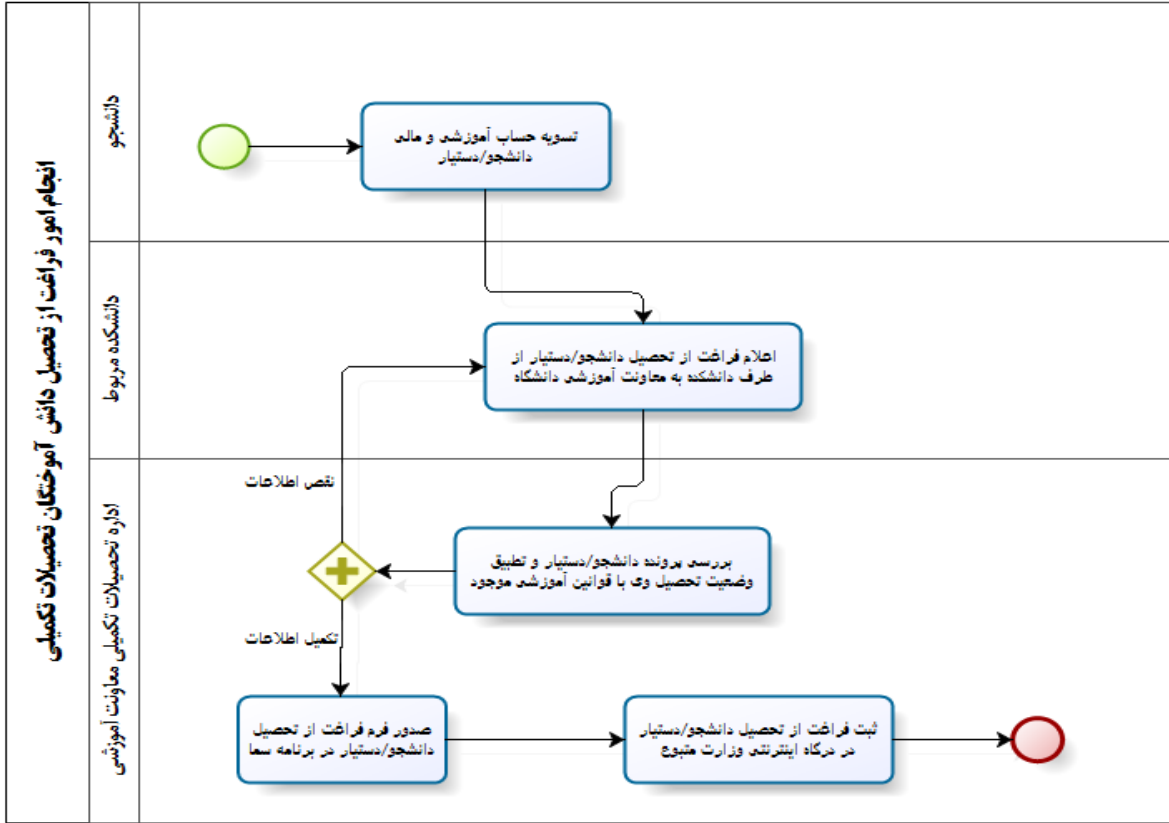 انجام امور فراغت از تحصیل دانش آموختگان تحصیلات تکمیلی
دانشجو
تسویه حساب آموزشی و مالی
دانشجو/دستیار
دانشکده مربوط
اعلام فراغت از تحصیل دانشجو/دستیار از
طرف دانشکده به معاونت آموزشی دانشگاه
اداره تحصیلات تکمیلی معاونت آموزشی
نقص اطلاعات
بررسی پرونده دانشجو/دستیار و تطبیق
وضعیت تحصیل وی با قوانین آموزشی موجود
تکمیل اطلاعات
صدور فرم فراغت از تحصیل
دانشجو/دستیار در برنامه سما
ثبت فراغت از تحصیل دانشجو/دستیار
در درگاه اینترنتی وزارت متبوع